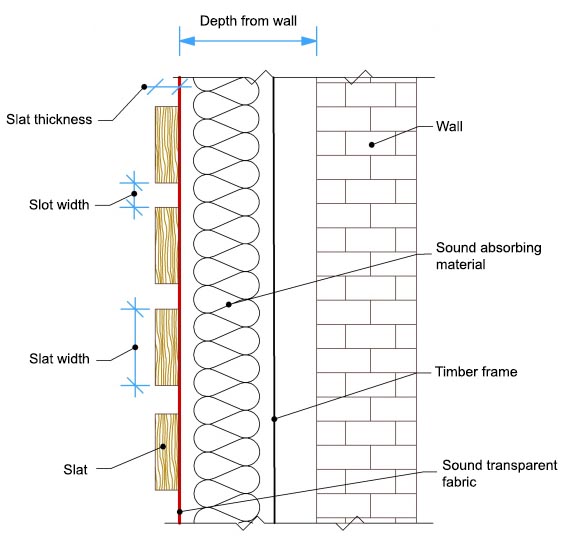 Depth from wall
Slat thickness
Wall
Slot width
Sound absorbing
material
Slat width
Timber frame
Slat
Sound transparent
fabric